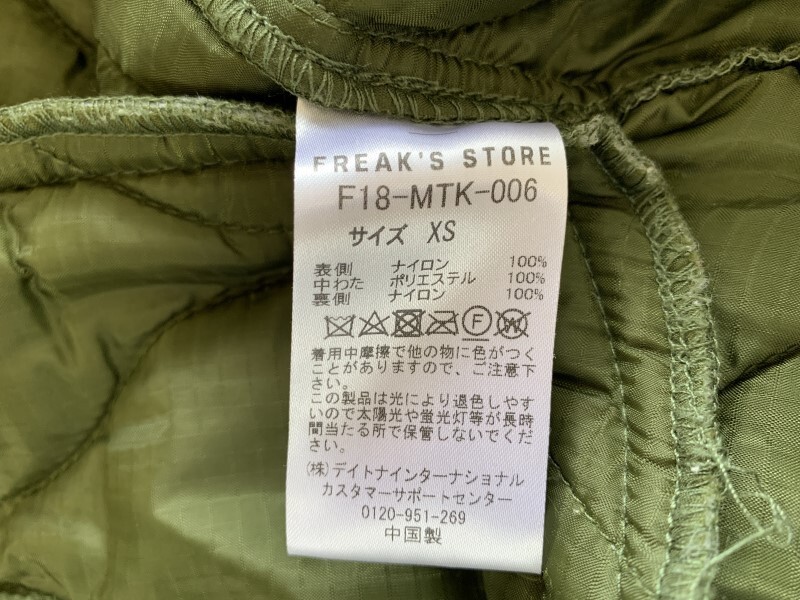 FREAK'S STORE
F18-MTK-006
サイズ XS
表側 ナイロン 100%
中わた ポリエステル 100%
裏側 ナイロン 100%
F W
着用中摩擦で他の物に色がつく
ことがありますので、ご注意下
さい。
この製品は光により退色しやす
いので太陽光や蛍光灯等が長時
間当たる所で保管しないでくだ
さい。
(株)デイトナインターナショナル
カスタマーサポートセンター
0120-951-269
中国製